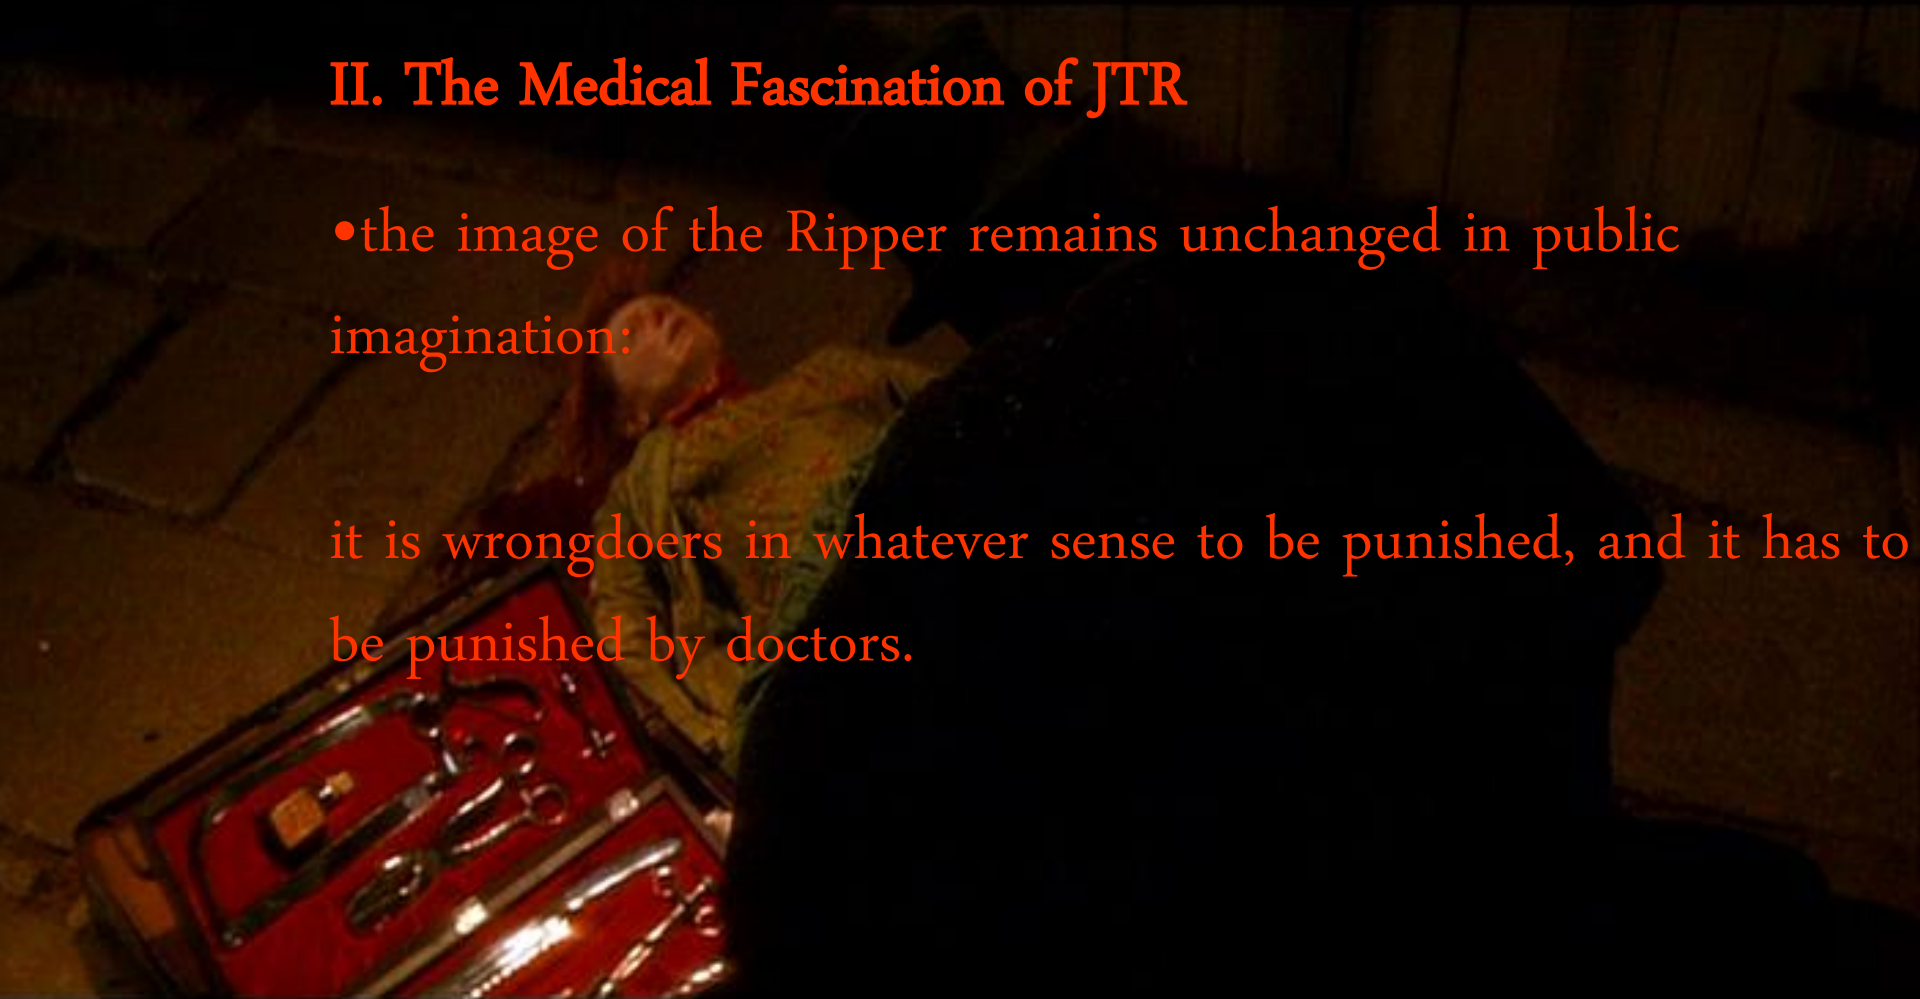 II. The Medical Fascination of JTR
•the image of the Ripper remains unchanged in public
imagination:
it is wrongdoers in whatever sense to be punished, and it has to
be punished by doctors.